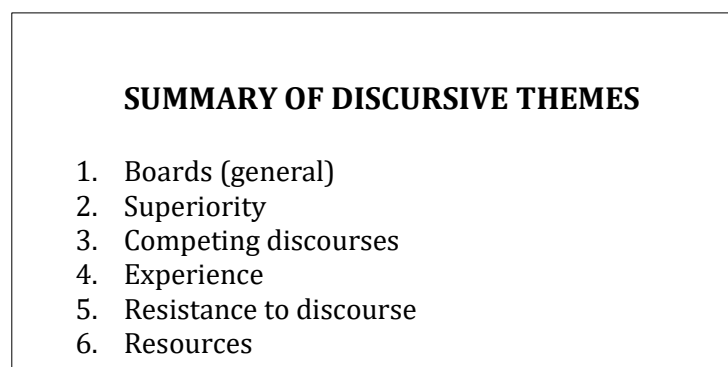 SUMMARY OF DISCURSIVE THEMES
1. Boards (general)
2. Superiority
3. Competing discourses
4. Experience
5. Resistance to discourse
6. Resources